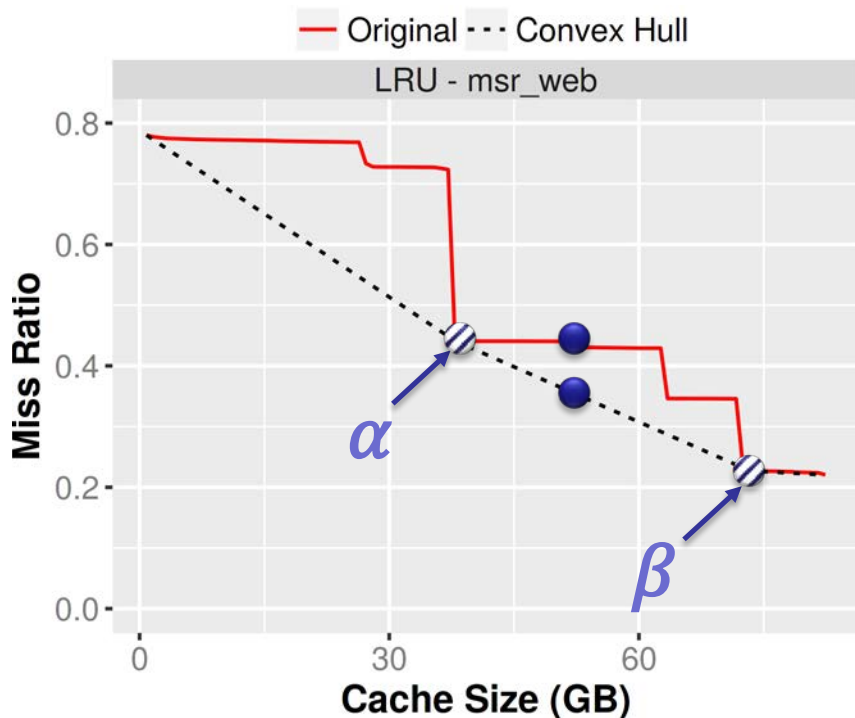 Original Convex Hull
LRU - msr_web
0.8
0.6
0.4
0.2
0.0
Miss Ratio
α
β
0 30 60
Cache Size (GB)